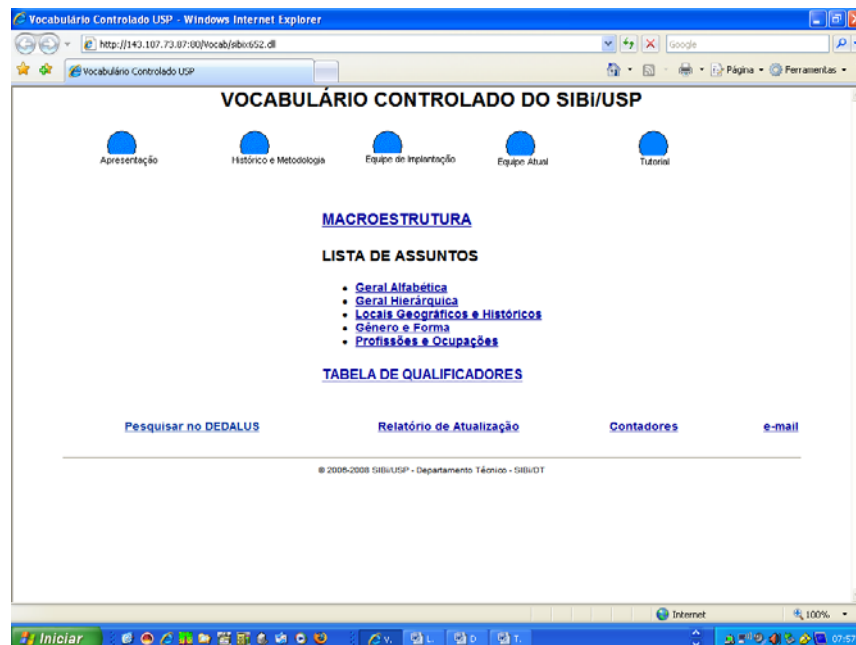 Vocabulário Controlado USP - Windows Internet Explorer
http://143.107.73.87:80/Vocab/sibix652.dll
Google
Vocabulário Controlado USP
Página
Ferramentas
VOCABULÁRIO CONTROLADO DO SIBi/USP
Apresentação
Histórico e Metodologia
Equipe de Implantação
Equipe Atual
Tutorial
MACROESTRUTURA
LISTA DE ASSUNTOS
Geral Alfabética
Geral Hierárquica
Locais Geográficos e Históricos
Gênero e Forma
Profissões e Ocupações
TABELA DE QUALIFICADORES
Pesquisar no DEDALUS
Relatório de Atualização
Contadores
e-mail
© 2006-2008 SIBi/USP - Departamento Técnico - SIBi/DT
Internet
100%
Iniciar
V.
L.
D
T.
07:57